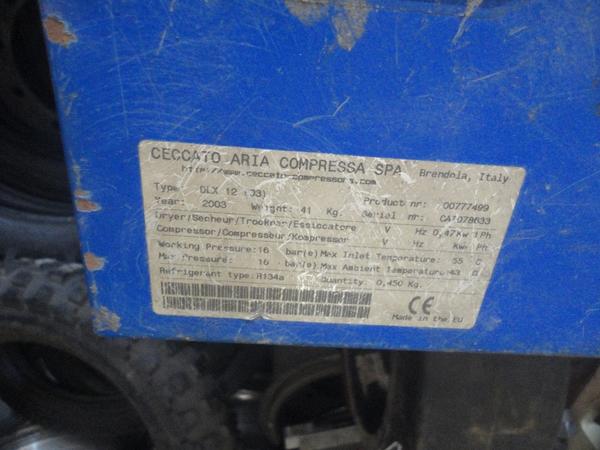 CECCATO ARIA COMPRESSA SPA Brendola, Italy
http://www.ceccato-compressors.com
Type: DLX 12 (D3) Product nr: 00777499
Year: 2003 Weight: 41 Kg. Serial nr: CAI078633
Dryer/Secheur/Trockner/Essiccatore V Hz 0,47Kw 1Ph
Compressor/Compresseur/Kompressor V Hz Kw Ph
Working Pressure:16 bar(e) Max Inlet Temperature: 55 C
Max Pressure: 16 bar(e) Max Ambient Temperature:43 C
Refrigerant type:R134a Quantity: 0,450 Kg.
CE
Made in the EU